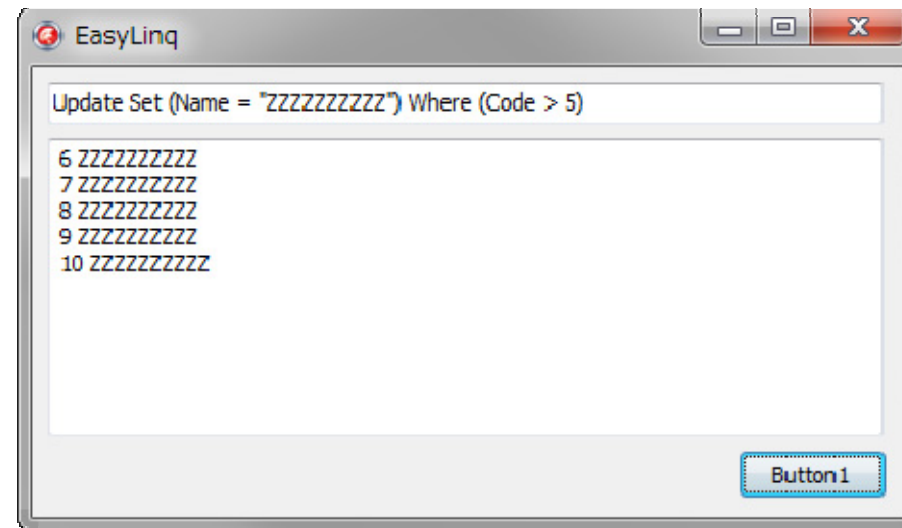 EasyLinq
Update Set (Name = "ZZZZZZZZZZ") Where (Code > 5)
6 ZZZZZZZZZZ
7 ZZZZZZZZZZ
8 ZZZZZZZZZZ
9 ZZZZZZZZZZ
10 ZZZZZZZZZZ
Button1